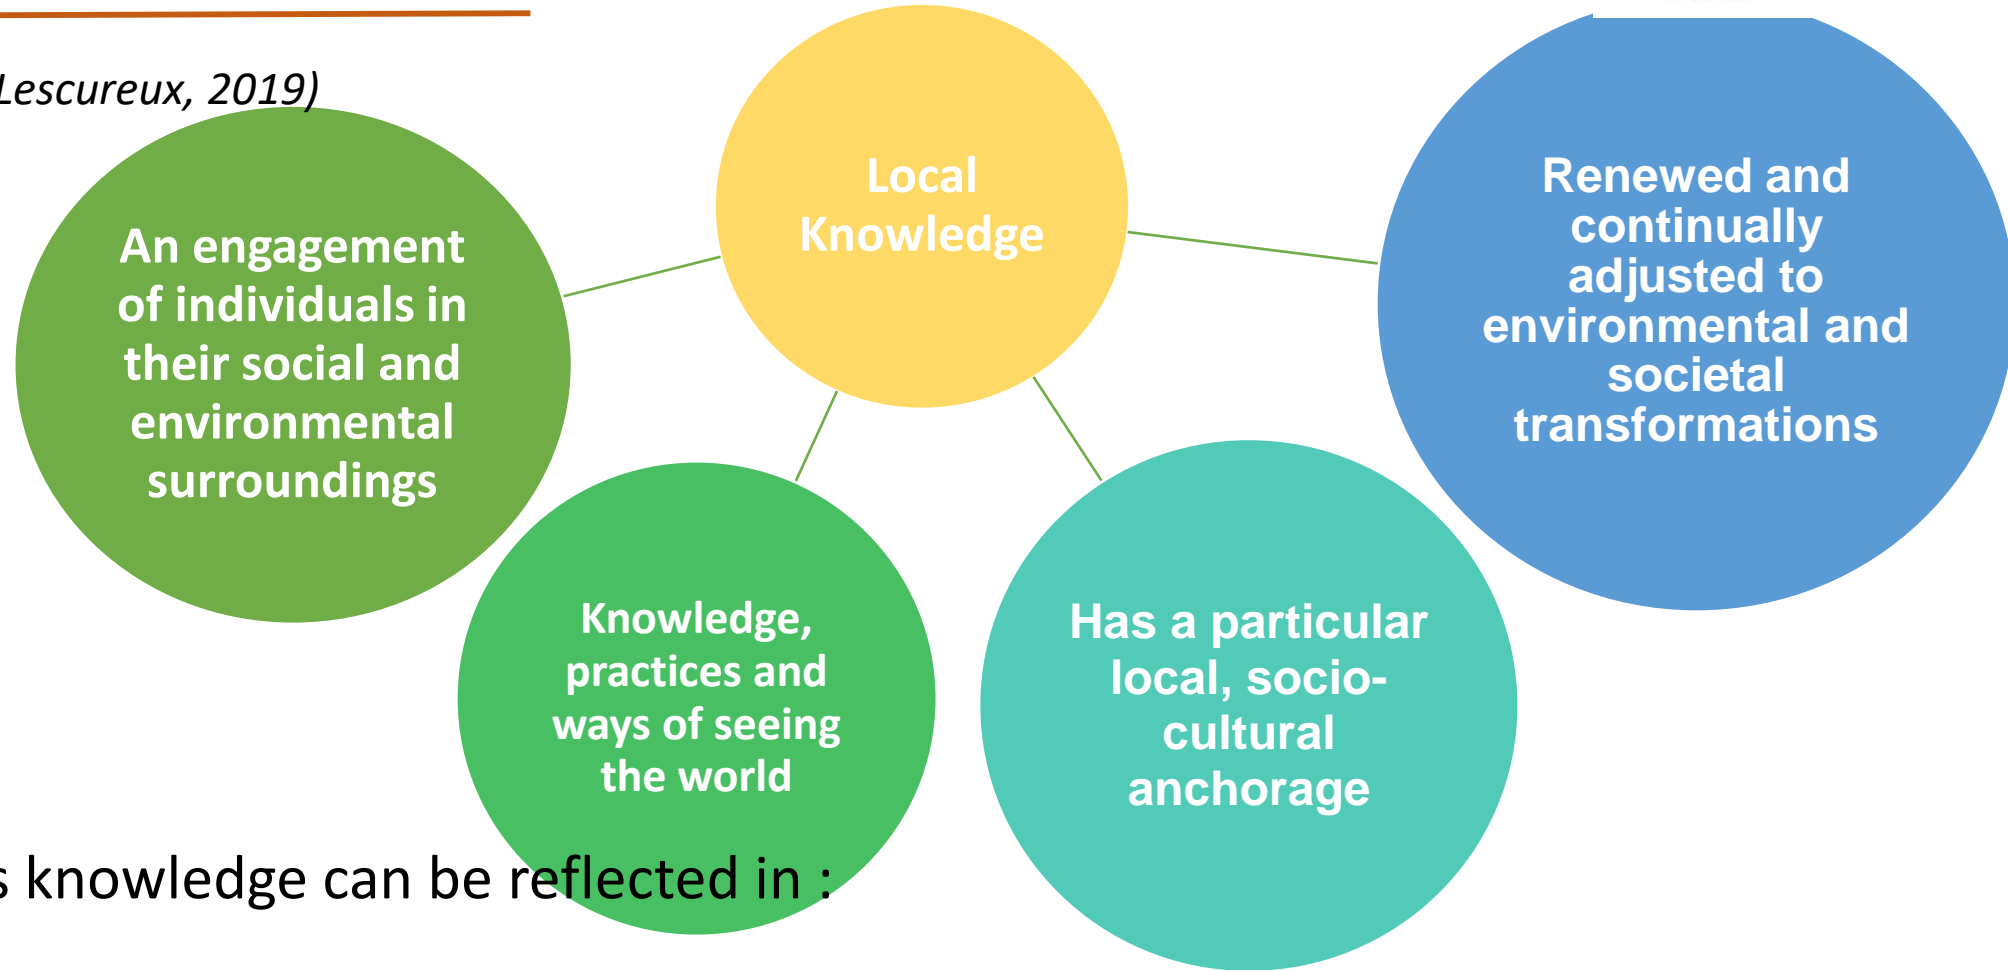 Lescureux, 2019)
Local
Knowledge
An engagement
of individuals in
their social and
environmental
surroundings
Knowledge,
practices and
ways of seeing
the world
Has a particular
local, socio-
cultural
anchorage
Renewed and
continually
adjusted to
environmental and
societal
transformations
s knowledge can be reflected in :